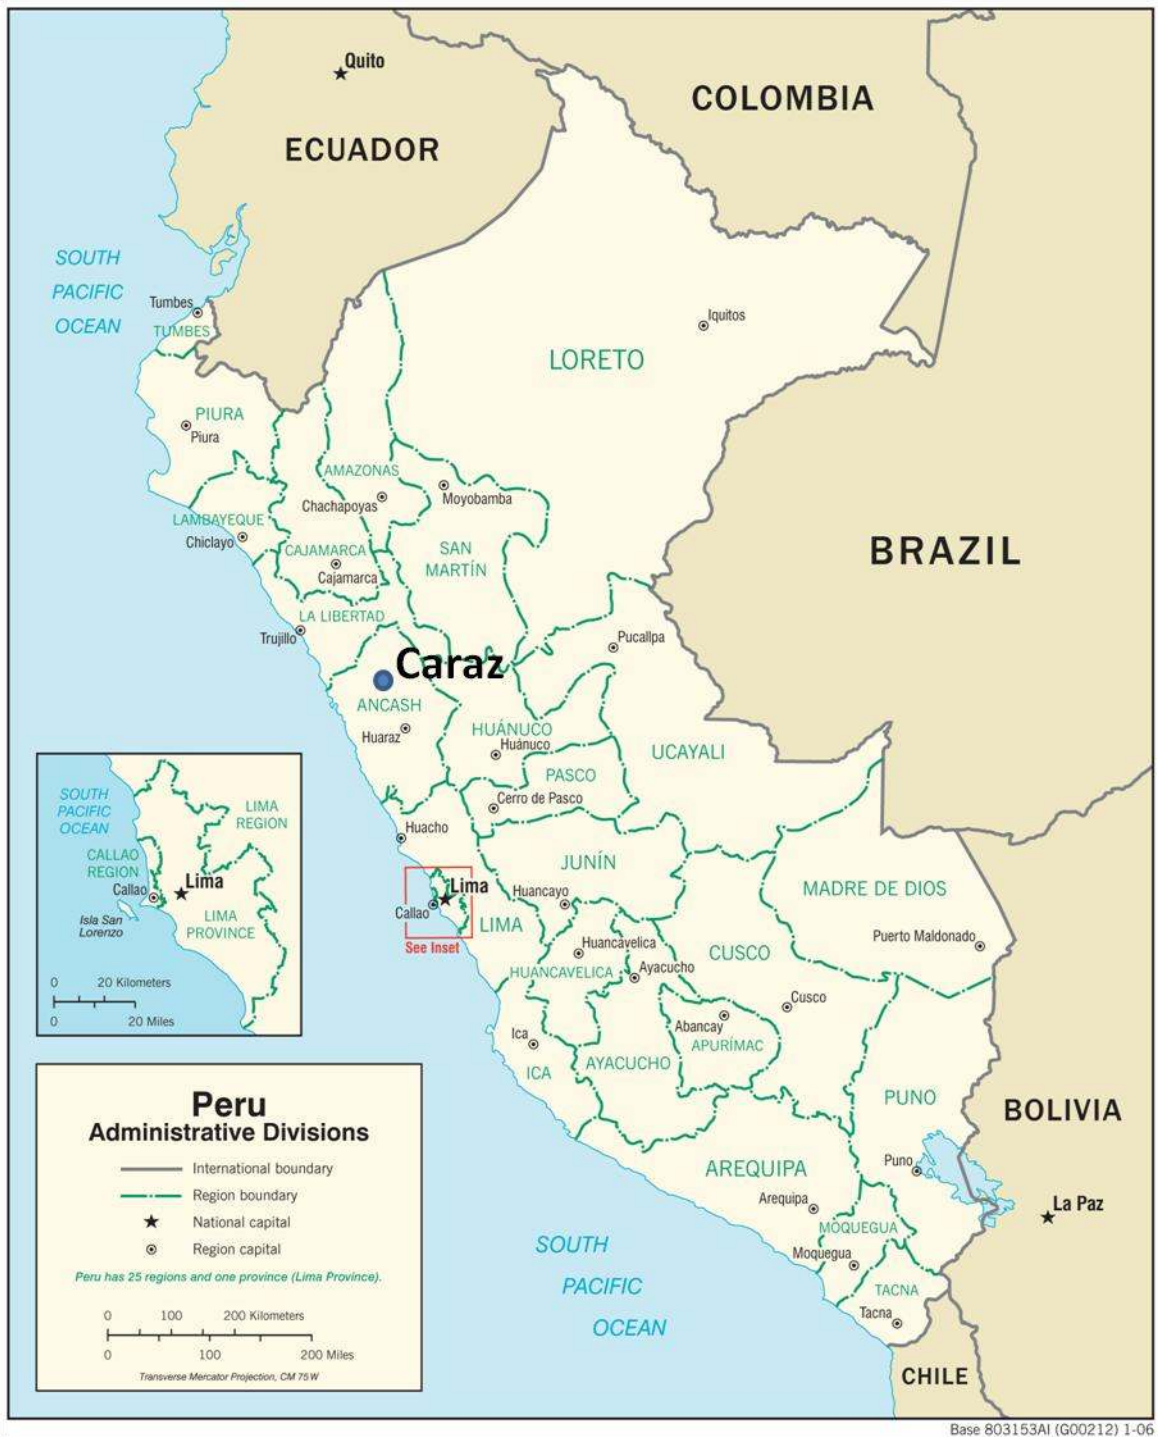 Quito
COLOMBIA
ECUADOR
SOUTH
PACIFIC
OCEAN
Tumbes
TUMBES
Iquitos
LORETO
PIURA
Piura
AMAZONAS
Moyobamba
Chachapoyas
LAMBAYEQUE
Chiclayo
CAJAMARCA
Cajamarca
SAN
MARTÍN
BRAZIL
LA LIBERTAD
Trujillo
Pucallpa
Caraz
ANCASH
Huaraz
HUÁNUCO
Huánuco
UCAYALI
PASCO
Cerro de Pasco
Huacho
JUNÍN
Lima
Callao
See Inset
LIMA
Huancayo
MADRE DE DIOS
Puerto Maldonado
Huancavelica
HUANCAVELICA
Ayacucho
CUSCO
Cusco
Abancay
APURÍMAC
Ica
ICA
AYACUCHO
PUNO
BOLIVIA
Puno
AREQUIPA
Arequipa
La Paz
MOQUEGUA
Moquegua
TACNA
Tacna
CHILE
SOUTH
PACIFIC
OCEAN
SOUTH
PACIFIC
OCEAN
LIMA
REGION
CALLAO
REGION
Callao
Lima
Isla San
Lorenzo
LIMA
PROVINCE
0 20 Kilometers
0 20 Miles
Peru
Administrative Divisions
International boundary
Region boundary
National capital
Region capital
Peru has 25 regions and one province (Lima Province).
0 100 200 Kilometers
0 100 200 Miles
Transverse Mercator Projection, CM 75W
Base 803153AI (G00212) 1-06